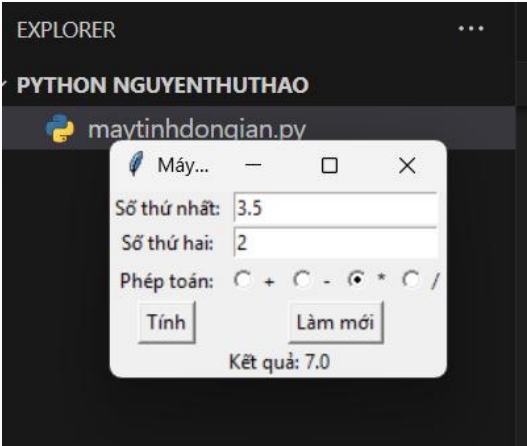 EXPLORER
PYTHON NGUYENTHUTHAO
maytinhdongian.py
Máy...
Số thứ nhất: 3.5
Số thứ hai: 2
Phép toán: + - * /
Tính Làm mới
Kết quả: 7.0